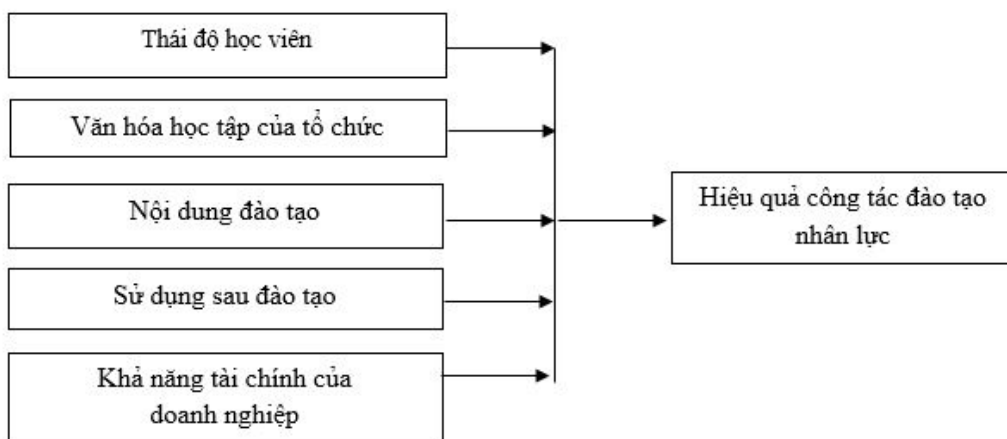 Thái độ học viên
Văn hóa học tập của tổ chức
Nội dung đào tạo
Sử dụng sau đào tạo
Khả năng tài chính của
doanh nghiệp
Hiệu quả công tác đào tạo
nhân lực